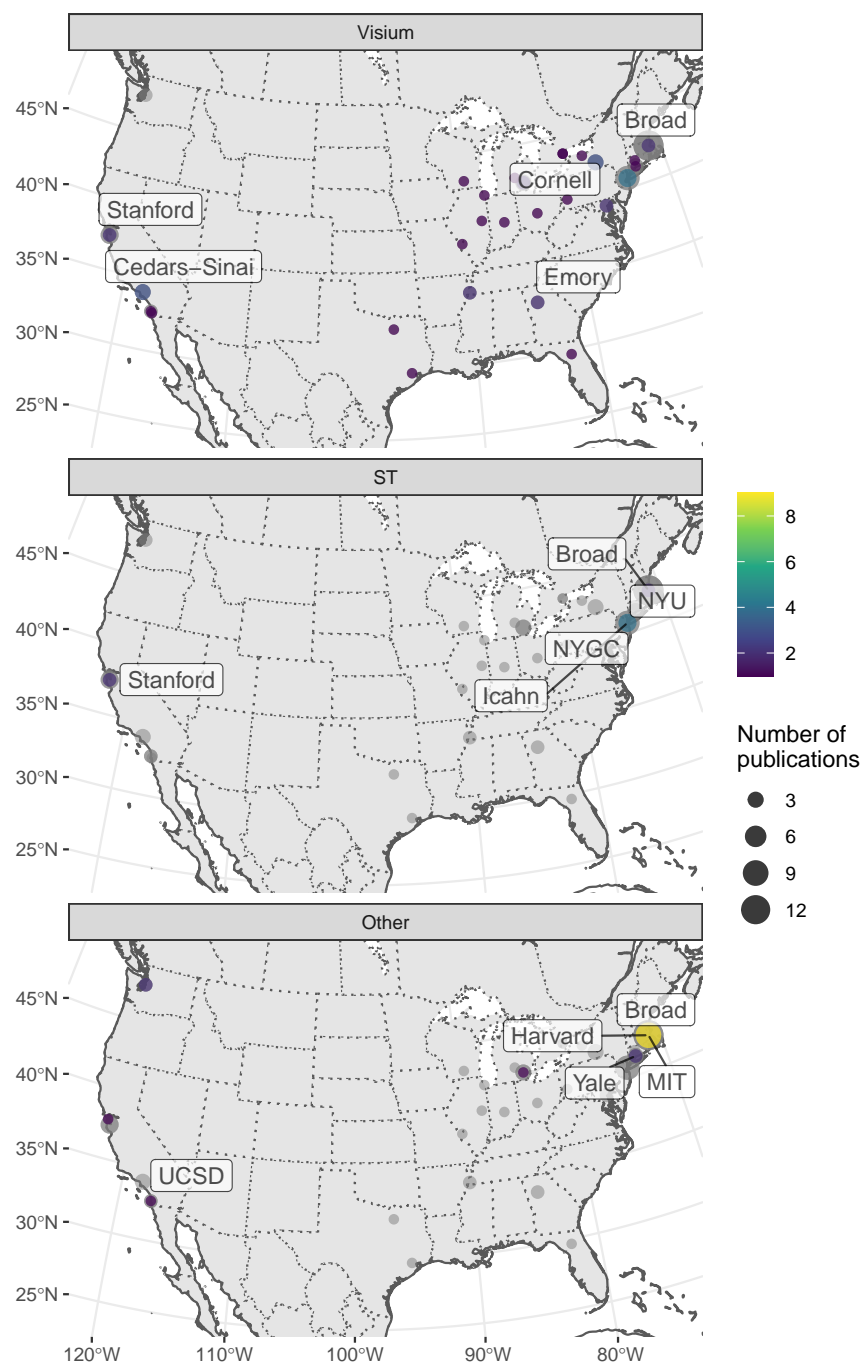 Visium
45°N
40°N
35°N
30°N
25°N
Broad
Cornell
Stanford
Cedars−Sinai
Emory
ST
45°N
40°N
35°N
30°N
25°N
Broad
NYU
NYGC
Stanford
Icahn
8
6
4
2
Number of
publications
3
6
9
12
Other
45°N
40°N
35°N
30°N
25°N
Broad
Harvard
Yale
MIT
UCSD
120°W
110°W
100°W
90°W
80°W